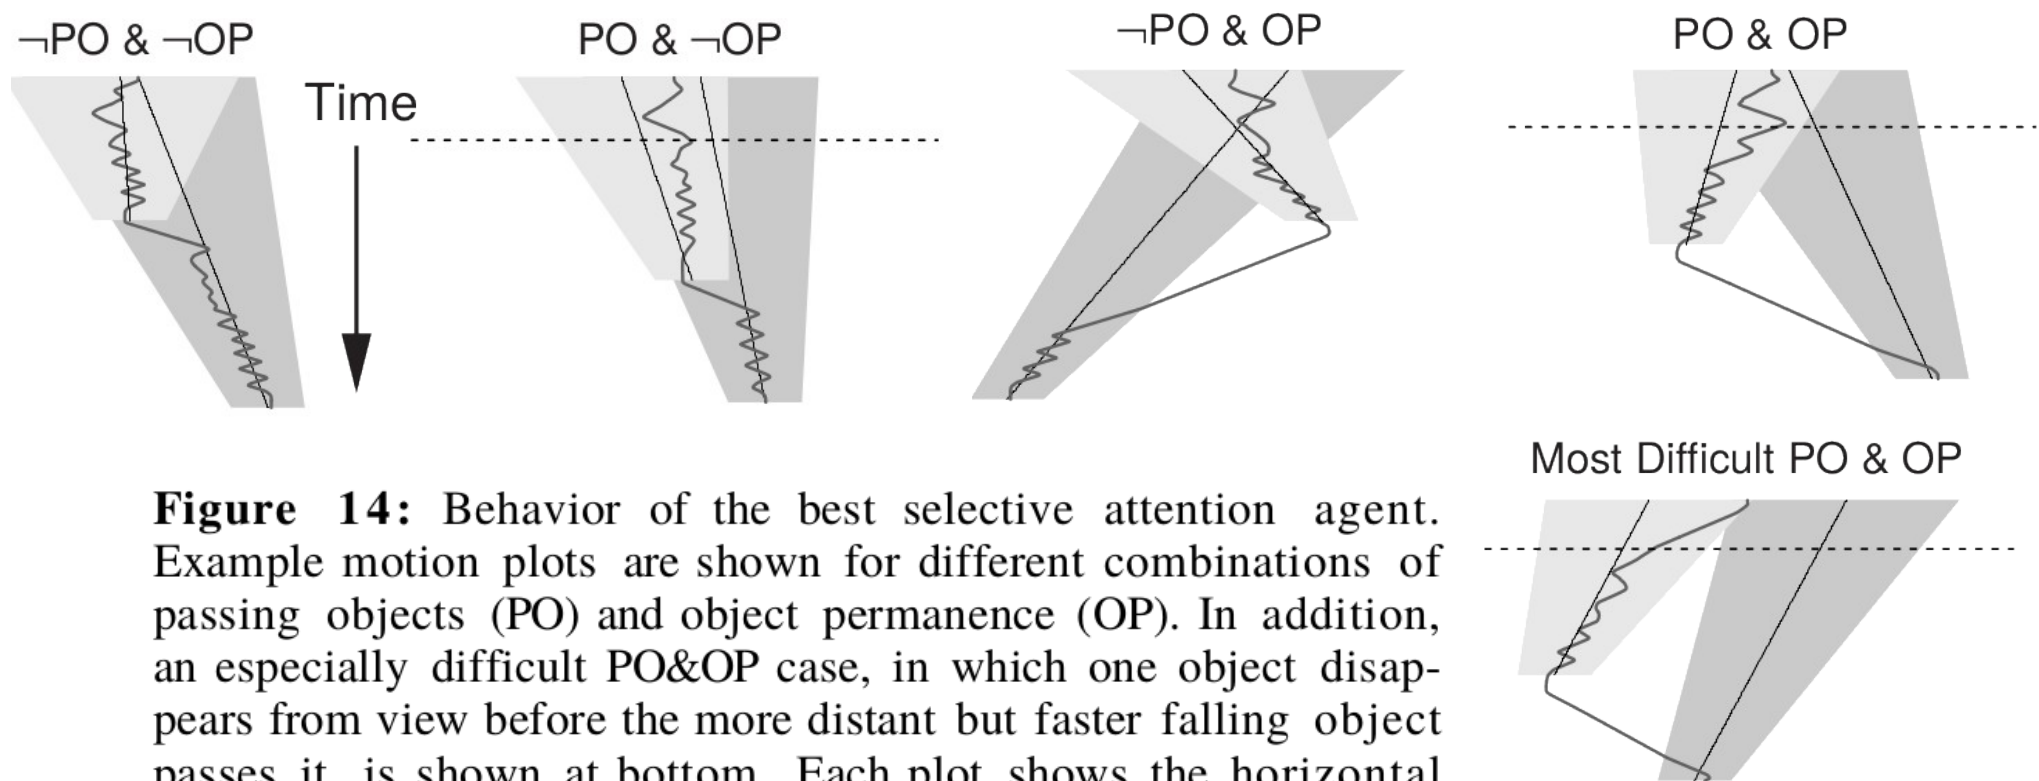 ¬PO & ¬OP
PO & ¬OP
¬PO & OP
PO & OP
Time
Most Difficult PO & OP
Figure 14: Behavior of the best selective attention agent.
Example motion plots are shown for different combinations of
passing objects (PO) and object permanence (OP). In addition,
an especially difficult PO&OP case, in which one object disap-
pears from view before the more distant but faster falling object
passes it, is shown at bottom. Each plot shows the horizontal